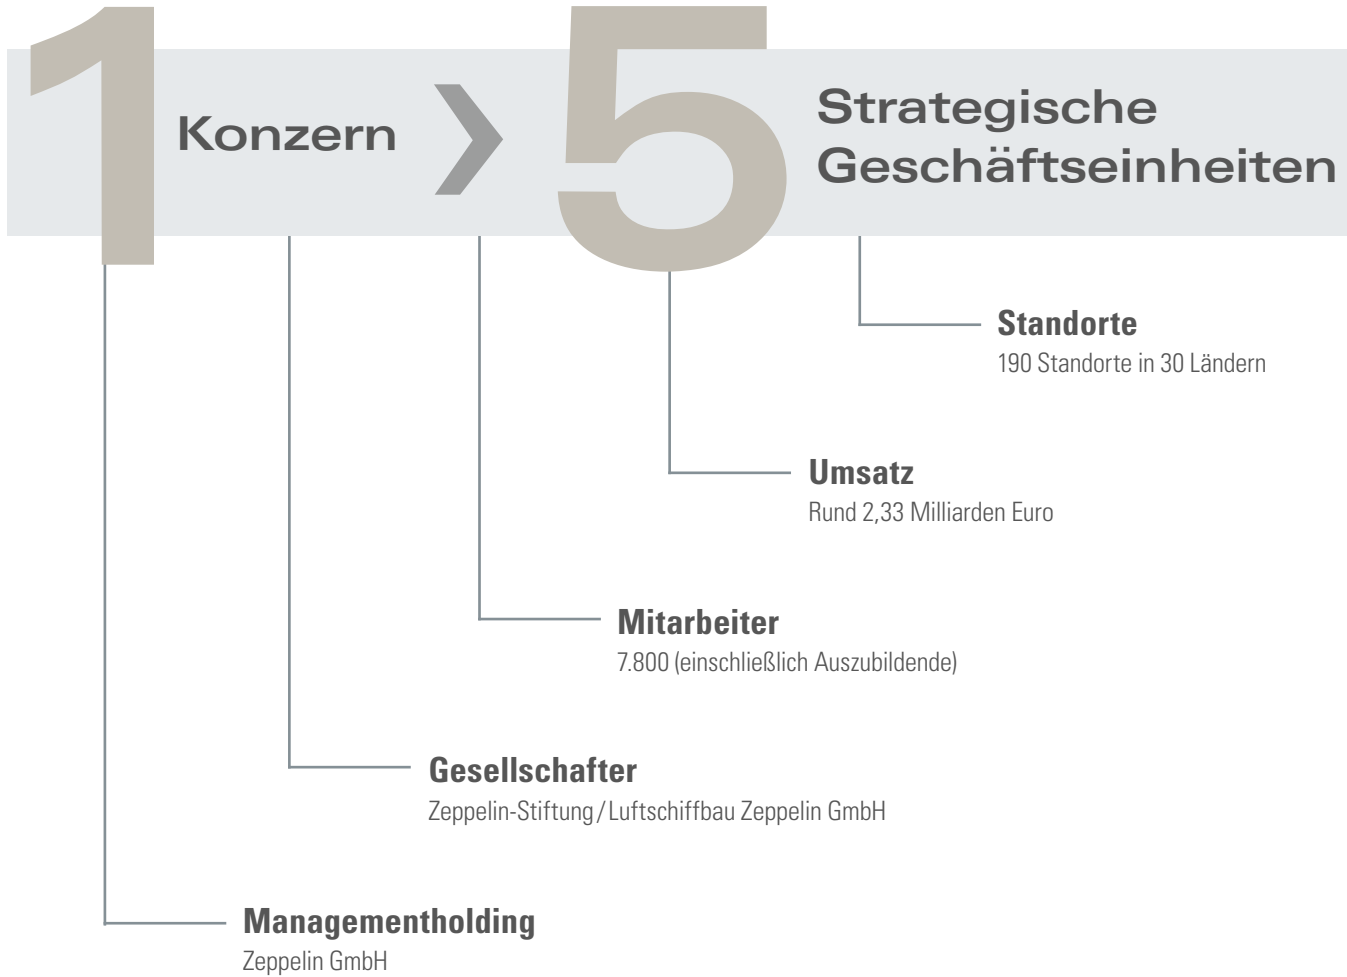 1 Konzern 5 Strategische
Geschäftseinheiten
Standorte
190 Standorte in 30 Ländern
Umsatz
Rund 2,33 Milliarden Euro
Mitarbeiter
7.800 (einschließlich Auszubildende)
Gesellschafter
Zeppelin-Stiftung / Luftschiffbau Zeppelin GmbH
Managementholding
Zeppelin GmbH